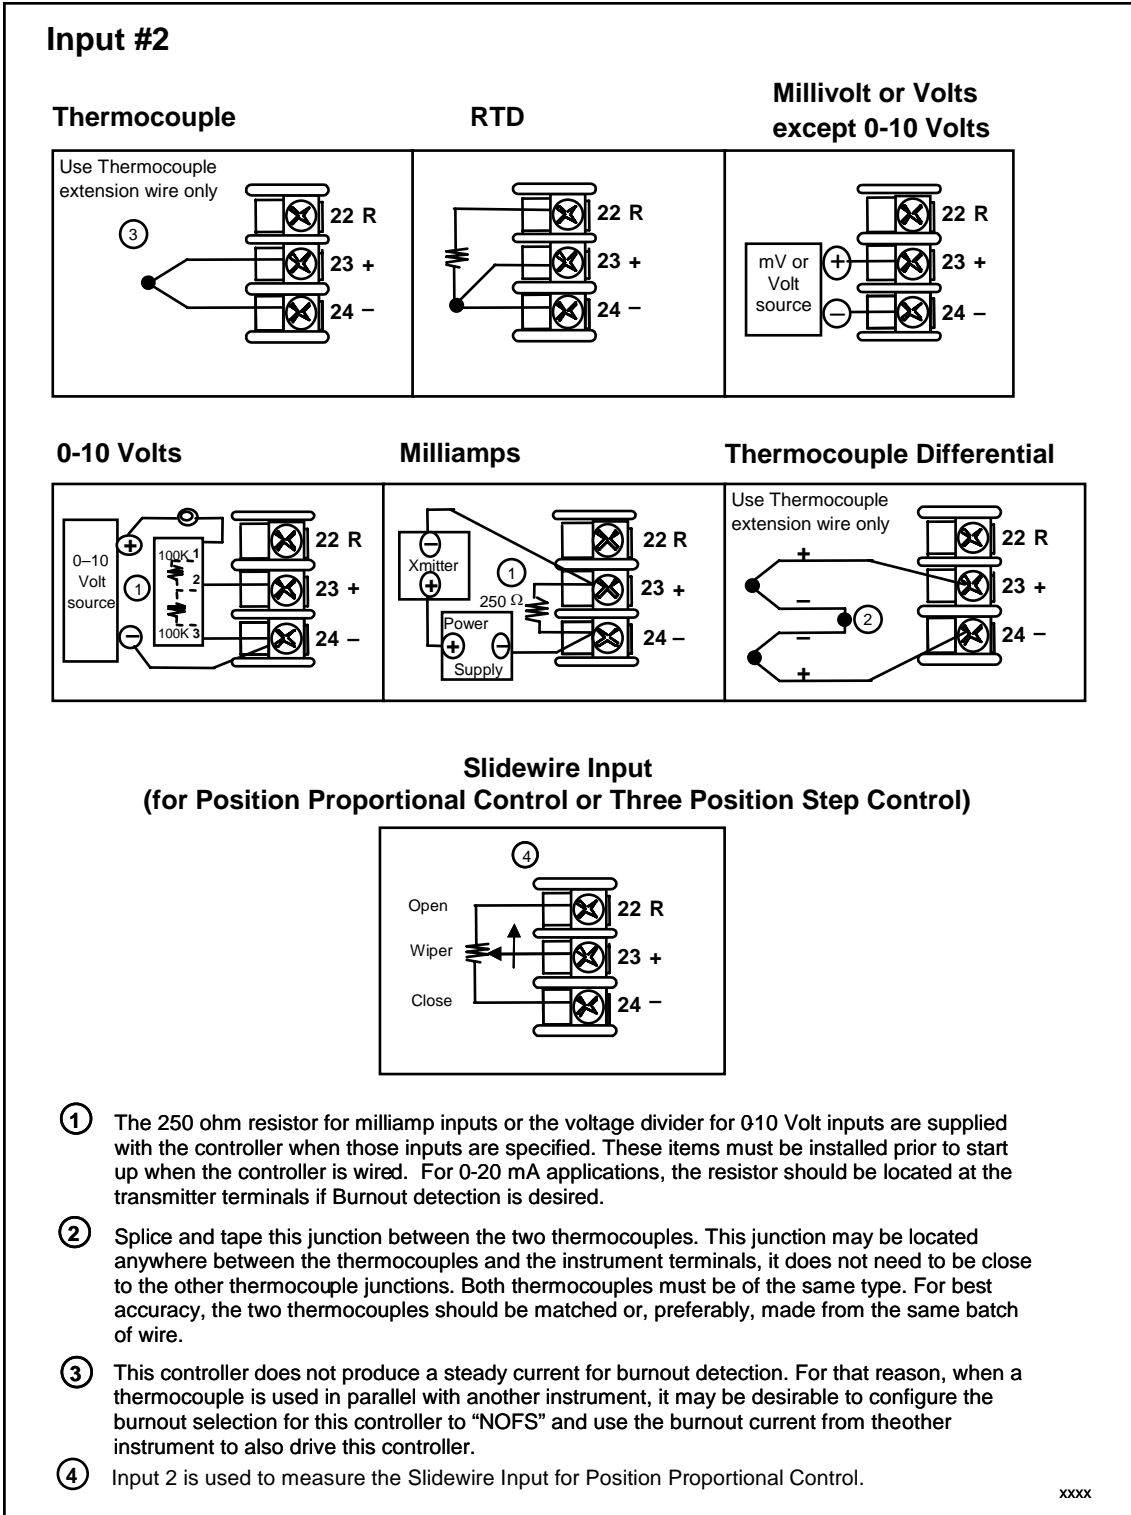 Input #2
Thermocouple
RTD
Millivolt or Volts
except 0-10 Volts
Use Thermocouple
extension wire only
3
22 R
23 +
24 –
22 R
23 +
24 –
mV or
Volt
source
+
–
22 R
23 +
24 –
0-10 Volts
Milliamps
Thermocouple Differential
0–10
Volt
source
+
–
1
100K 1
2
100K 3
22 R
23 +
24 –
–
Xmitter
+
1
250 Ω
Power
+ –
Supply
22 R
23 +
24 –
Use Thermocouple
extension wire only
+
–
2
–
+
22 R
23 +
24 –
Slidewire Input
(for Position Proportional Control or Three Position Step Control)
4
Open
Wiper
Close
22 R
23 +
24 –
1 The 250 ohm resistor for milliamp inputs or the voltage divider for 0-10 Volt inputs are supplied
with the controller when those inputs are specified. These items must be installed prior to start
up when the controller is wired. For 0-20 mA applications, the resistor should be located at the
transmitter terminals if Burnout detection is desired.
2 Splice and tape this junction between the two thermocouples. This junction may be located
anywhere between the thermocouples and the instrument terminals, it does not need to be close
to the other thermocouple junctions. Both thermocouples must be of the same type. For best
accuracy, the two thermocouples should be matched or, preferably, made from the same batch
of wire.
3 This controller does not produce a steady current for burnout detection. For that reason, when a
thermocouple is used in parallel with another instrument, it may be desirable to configure the
burnout selection for this controller to “NOFS” and use the burnout current from theother
instrument to also drive this controller.
4 Input 2 is used to measure the Slidewire Input for Position Proportional Control.
xxxx